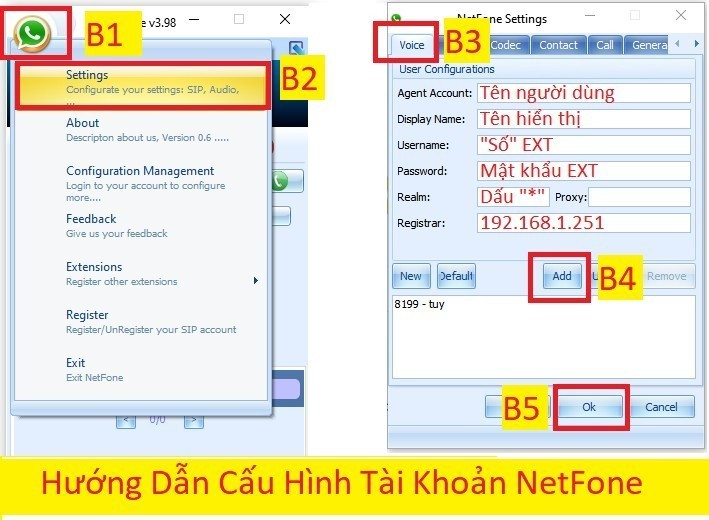 B1
e v3.98
B2
Settings
Configurate your settings: SIP, Audio,
...
About
Descripton about us, Version 0.6 .....
Configuration Management
Login to your account to configure
more....
Feedback
Give us your feedback
Extensions
Register other extensions
Register
Register/UnRegister your SIP account
Exit
Exit NetFone
< 0/0 >
NetFone Settings
Voice B3 Codec Contact Call Genera
User Configurations
Agent Account: Tên người dùng
Display Name: Tên hiển thị
Username: "Số" EXT
Password: Mật khẩu EXT
Realm: Dấu "*" Proxy:
Registrar: 192.168.1.251
New Default Add B4 Remove
8199 - tuy
B5 Ok Cancel
Hướng Dẫn Cấu Hình Tài Khoản NetFone